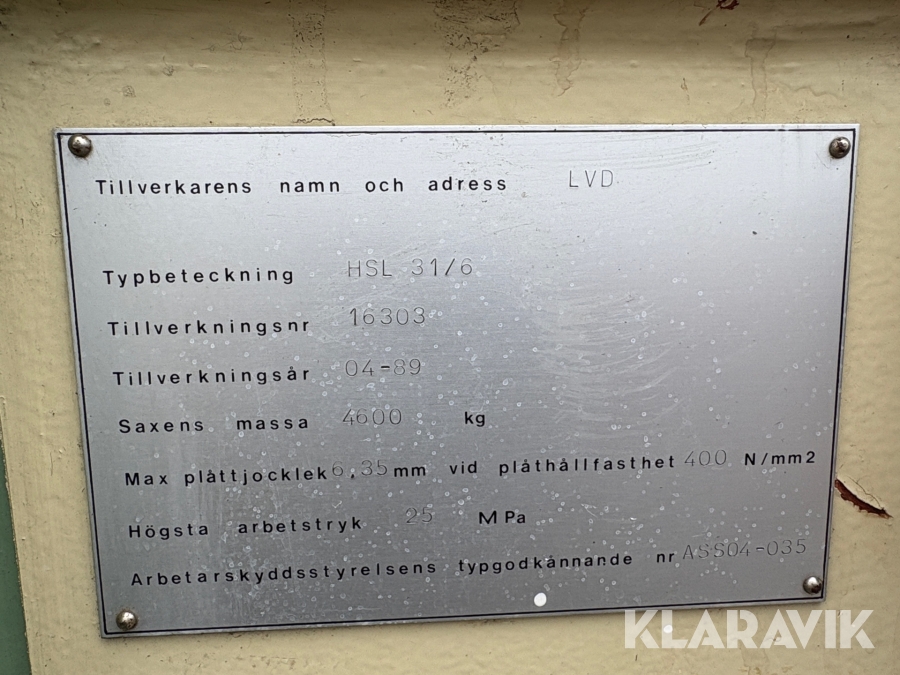 Tillverkarens namn och adress LVD
Typbeteckning HSL 31/6
Tillverkningsnr 16303
Tillverkningsår 04-89
Saxens massa 4600 kg
Max plåttjocklek 6,35 mm vid plåthållfasthet 400 N/mm2
Högsta arbetstryk 25 MPa
Arbetarskyddsstyrelsens typgodkännande nr ASS04-035
KLARAVIK